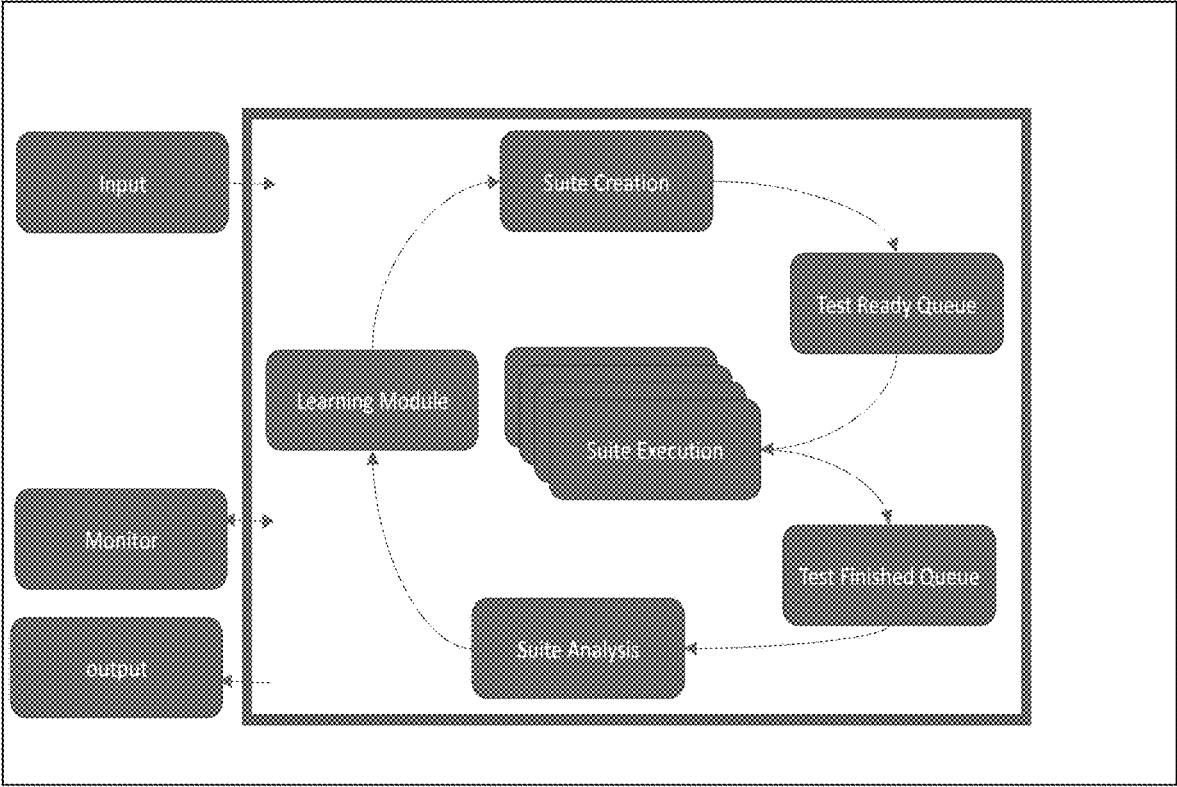 Input
Suite Creation
Test Ready Queue
Learning Module
Suite Execution
Monitor
Test Finished Queue
Suite Analysis
output